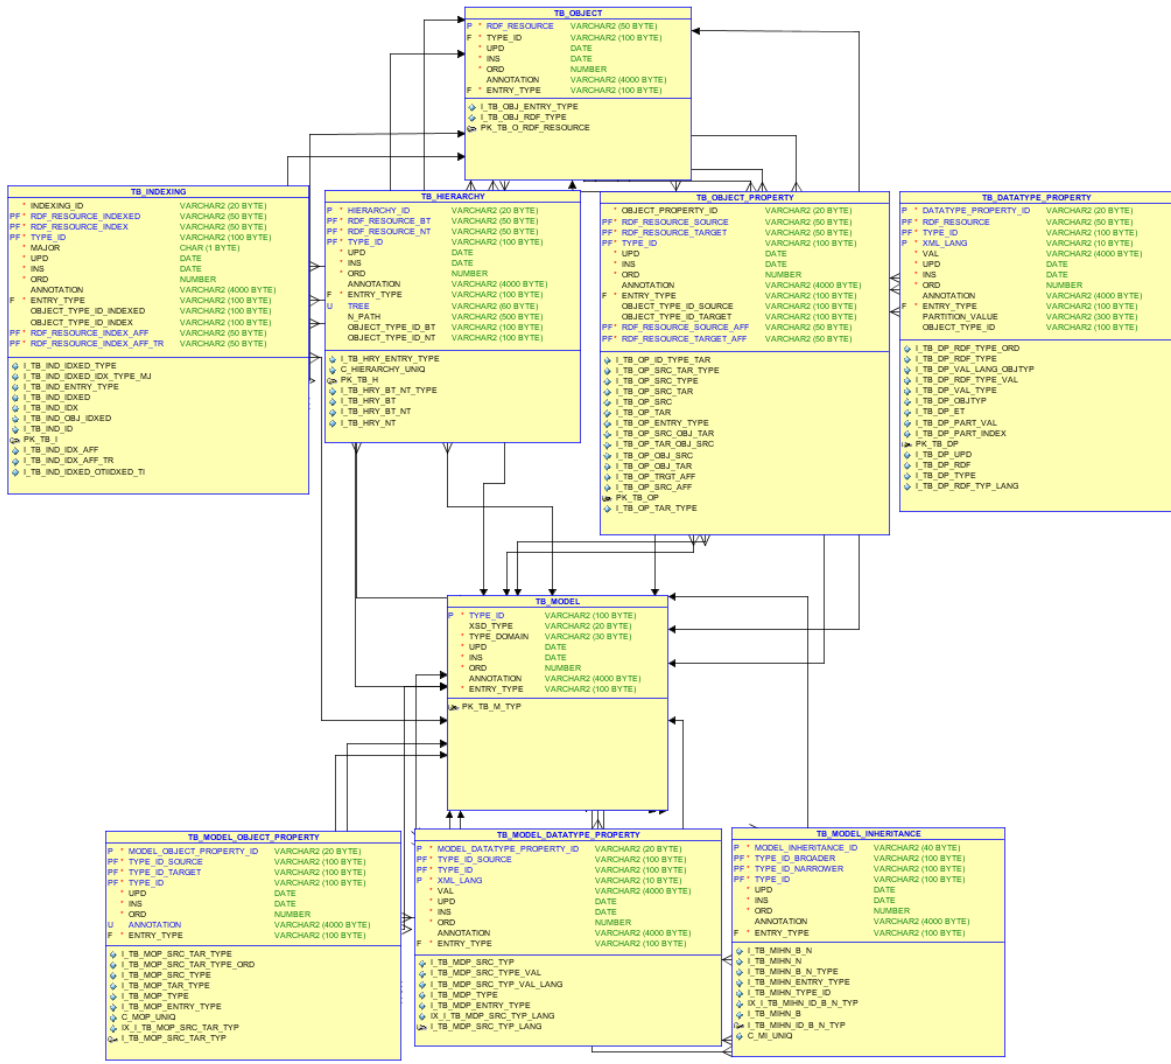 TB_OBJECT
P * RDF_RESOURCE VARCHAR2 (50 BYTE)
F * TYPE_ID VARCHAR2 (100 BYTE)
* UPD DATE
* INS DATE
* ORD NUMBER
ANNOTATION VARCHAR2 (4000 BYTE)
F * ENTRY_TYPE VARCHAR2 (100 BYTE)
I_TB_OBJ_ENTRY_TYPE
I_TB_OBJ_RDF_TYPE
PK_TB_O_RDF_RESOURCE
TB_INDEXING
* INDEXING_ID VARCHAR2 (20 BYTE)
PF * RDF_RESOURCE_INDEXED VARCHAR2 (50 BYTE)
PF * RDF_RESOURCE_INDEX VARCHAR2 (50 BYTE)
PF * TYPE_ID VARCHAR2 (100 BYTE)
* MAJOR CHAR (1 BYTE)
* UPD DATE
* INS DATE
* ORD NUMBER
ANNOTATION VARCHAR2 (4000 BYTE)
F * ENTRY_TYPE VARCHAR2 (100 BYTE)
OBJECT_TYPE_ID_INDEXED VARCHAR2 (100 BYTE)
OBJECT_TYPE_ID_INDEX VARCHAR2 (100 BYTE)
PF * RDF_RESOURCE_INDEX_AFF VARCHAR2 (50 BYTE)
PF * RDF_RESOURCE_INDEX_AFF_TR VARCHAR2 (50 BYTE)
I_TB_IND_IDXED_TYPE
I_TB_IND_IDXED_IDX_TYPE_MJ
I_TB_IND_ENTRY_TYPE
I_TB_IND_IDXED
I_TB_IND_IDX
I_TB_IND_OBJ_IDXED
I_TB_IND_ID
PK_TB_I
I_TB_IND_IDX_AFF
I_TB_IND_IDX_AFF_TR
I_TB_IND_IDXED_OTIIDXED_TI
TB_HIERARCHY
P * HIERARCHY_ID VARCHAR2 (20 BYTE)
PF * RDF_RESOURCE_BT VARCHAR2 (50 BYTE)
PF * RDF_RESOURCE_NT VARCHAR2 (50 BYTE)
PF * TYPE_ID VARCHAR2 (100 BYTE)
* UPD DATE
* INS DATE
* ORD NUMBER
ANNOTATION VARCHAR2 (4000 BYTE)
F * ENTRY_TYPE VARCHAR2 (100 BYTE)
U TREE VARCHAR2 (60 BYTE)
N_PATH VARCHAR2 (500 BYTE)
OBJECT_TYPE_ID_BT VARCHAR2 (100 BYTE)
OBJECT_TYPE_ID_NT VARCHAR2 (100 BYTE)
I_TB_HRY_ENTRY_TYPE
C_HIERARCHY_UNIQ
PK_TB_H
I_TB_HRY_BT_NT_TYPE
I_TB_HRY_BT
I_TB_HRY_BT_NT
I_TB_HRY_NT
TB_OBJECT_PROPERTY
* OBJECT_PROPERTY_ID VARCHAR2 (20 BYTE)
PF * RDF_RESOURCE_SOURCE VARCHAR2 (50 BYTE)
PF * RDF_RESOURCE_TARGET VARCHAR2 (50 BYTE)
PF * TYPE_ID VARCHAR2 (100 BYTE)
* UPD DATE
* INS DATE
* ORD NUMBER
ANNOTATION VARCHAR2 (4000 BYTE)
F * ENTRY_TYPE VARCHAR2 (100 BYTE)
OBJECT_TYPE_ID_SOURCE VARCHAR2 (100 BYTE)
OBJECT_TYPE_ID_TARGET VARCHAR2 (100 BYTE)
PF * RDF_RESOURCE_SOURCE_AFF VARCHAR2 (50 BYTE)
PF * RDF_RESOURCE_TARGET_AFF VARCHAR2 (50 BYTE)
I_TB_OP_ID_TYPE_TAR
I_TB_OP_SRC_TAR_TYPE
I_TB_OP_SRC_TYPE
I_TB_OP_SRC_TAR
I_TB_OP_SRC
I_TB_OP_TAR
I_TB_OP_ENTRY_TYPE
I_TB_OP_SRC_OBJ_TAR
I_TB_OP_TAR_OBJ_SRC
I_TB_OP_OBJ_SRC
I_TB_OP_OBJ_TAR
I_TB_OP_TRGT_AFF
I_TB_OP_SRC_AFF
PK_TB_OP
I_TB_OP_TAR_TYPE
TB_DATATYPE_PROPERTY
P * DATATYPE_PROPERTY_ID VARCHAR2 (20 BYTE)
PF * RDF_RESOURCE VARCHAR2 (50 BYTE)
PF * TYPE_ID VARCHAR2 (100 BYTE)
P * XML_LANG VARCHAR2 (10 BYTE)
* VAL VARCHAR2 (4000 BYTE)
* UPD DATE
* INS DATE
* ORD NUMBER
ANNOTATION VARCHAR2 (4000 BYTE)
F * ENTRY_TYPE VARCHAR2 (100 BYTE)
PARTITION_VALUE VARCHAR2 (300 BYTE)
OBJECT_TYPE_ID VARCHAR2 (100 BYTE)
I_TB_DP_RDF_TYPE_ORD
I_TB_DP_RDF_TYPE
I_TB_DP_VAL_LANG_OBJTYP
I_TB_DP_RDF_TYPE_VAL
I_TB_DP_VAL_TYPE
I_TB_DP_OBJTYP
I_TB_DP_ET
I_TB_DP_PART_VAL
I_TB_DP_PART_INDEX
PK_TB_DP
I_TB_DP_UPD
I_TB_DP_RDF
I_TB_DP_TYPE
I_TB_DP_RDF_TYP_LANG
TB_MODEL
P * TYPE_ID VARCHAR2 (100 BYTE)
XSD_TYPE VARCHAR2 (20 BYTE)
* TYPE_DOMAIN VARCHAR2 (30 BYTE)
* UPD DATE
* INS DATE
* ORD NUMBER
ANNOTATION VARCHAR2 (4000 BYTE)
* ENTRY_TYPE VARCHAR2 (100 BYTE)
PK_TB_M_TYP
TB_MODEL_OBJECT_PROPERTY
P * MODEL_OBJECT_PROPERTY_ID VARCHAR2 (20 BYTE)
PF * TYPE_ID_SOURCE VARCHAR2 (100 BYTE)
PF * TYPE_ID_TARGET VARCHAR2 (100 BYTE)
PF * TYPE_ID VARCHAR2 (100 BYTE)
* UPD DATE
* INS DATE
* ORD NUMBER
U ANNOTATION VARCHAR2 (4000 BYTE)
F * ENTRY_TYPE VARCHAR2 (100 BYTE)
I_TB_MOP_SRC_TAR_TYPE
I_TB_MOP_SRC_TAR_TYPE_ORD
I_TB_MOP_SRC_TYPE
I_TB_MOP_TAR_TYPE
I_TB_MOP_TYPE
I_TB_MOP_ENTRY_TYPE
C_MOP_UNIQ
IX_I_TB_MOP_SRC_TAR_TYP
I_TB_MOP_SRC_TAR_TYP
TB_MODEL_DATATYPE_PROPERTY
P * MODEL_DATATYPE_PROPERTY_ID VARCHAR2 (20 BYTE)
PF * TYPE_ID_SOURCE VARCHAR2 (100 BYTE)
PF * TYPE_ID VARCHAR2 (100 BYTE)
P * XML_LANG VARCHAR2 (10 BYTE)
* VAL VARCHAR2 (4000 BYTE)
* UPD DATE
* INS DATE
* ORD NUMBER
ANNOTATION VARCHAR2 (4000 BYTE)
F * ENTRY_TYPE VARCHAR2 (100 BYTE)
I_TB_MDP_SRC_TYP
I_TB_MDP_SRC_TYPE_VAL
I_TB_MDP_SRC_TYP_VAL_LANG
I_TB_MDP_TYPE
I_TB_MDP_ENTRY_TYPE
IX_I_TB_MDP_SRC_TYP_LANG
I_TB_MDP_SRC_TYP_LANG
TB_MODEL_INHERITANCE
P * MODEL_INHERITANCE_ID VARCHAR2 (40 BYTE)
PF * TYPE_ID_BROADER VARCHAR2 (100 BYTE)
PF * TYPE_ID_NARROWER VARCHAR2 (100 BYTE)
PF * TYPE_ID VARCHAR2 (100 BYTE)
* UPD DATE
* INS DATE
* ORD NUMBER
ANNOTATION VARCHAR2 (4000 BYTE)
F * ENTRY_TYPE VARCHAR2 (100 BYTE)
I_TB_MIHN_B_N
I_TB_MIHN_N
I_TB_MIHN_B_N_TYPE
I_TB_MIHN_ENTRY_TYPE
I_TB_MIHN_TYPE_ID
IX_I_TB_MIHN_ID_B_N_TYP
I_TB_MIHN_B
I_TB_MIHN_ID_B_N_TYP
C_MI_UNIQ